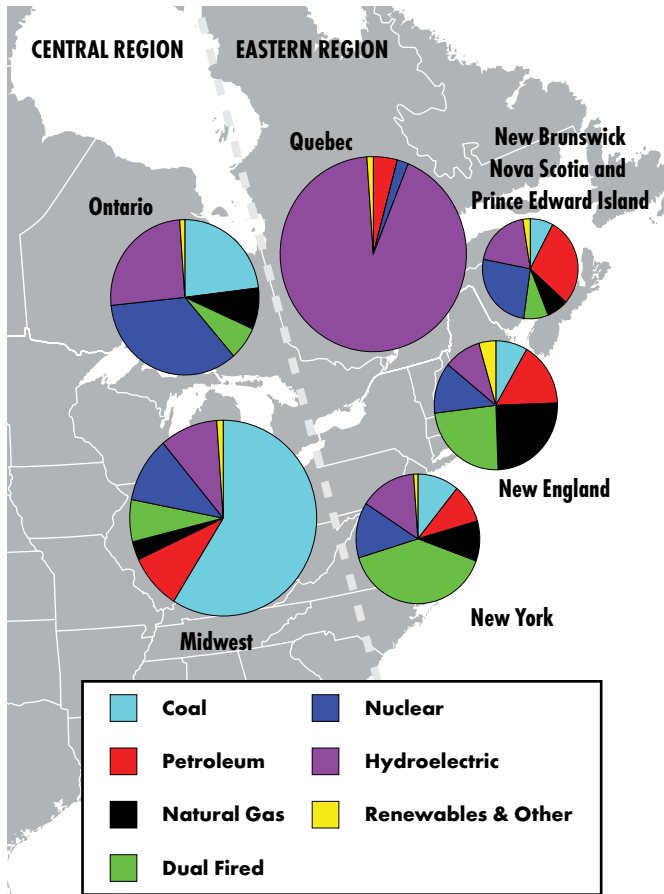 CENTRAL REGION
EASTERN REGION
Quebec
New Brunswick
Nova Scotia and
Prince Edward Island
Ontario
New England
New York
Midwest
Coal
Nuclear
Petroleum
Hydroelectric
Natural Gas
Renewables & Other
Dual Fired